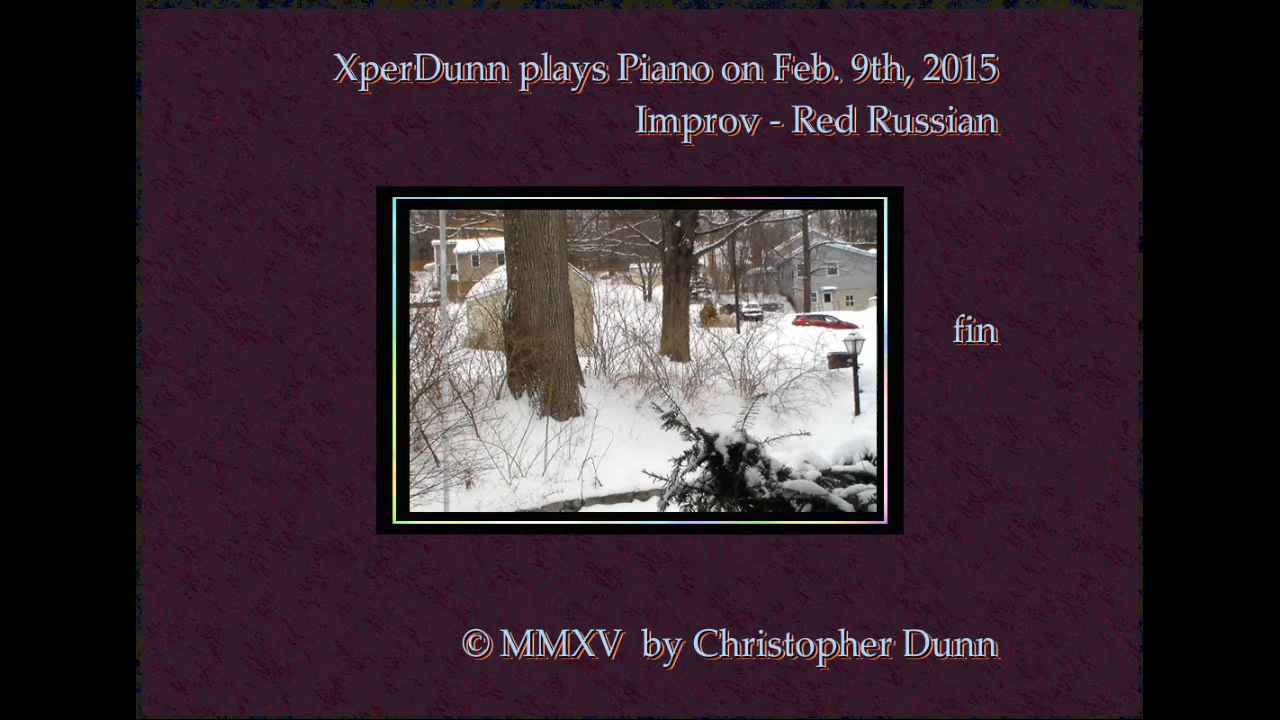 XperDunn plays Piano on Feb. 9th, 2015
Improv - Red Russian
fin
© MMXV  by Christopher Dunn